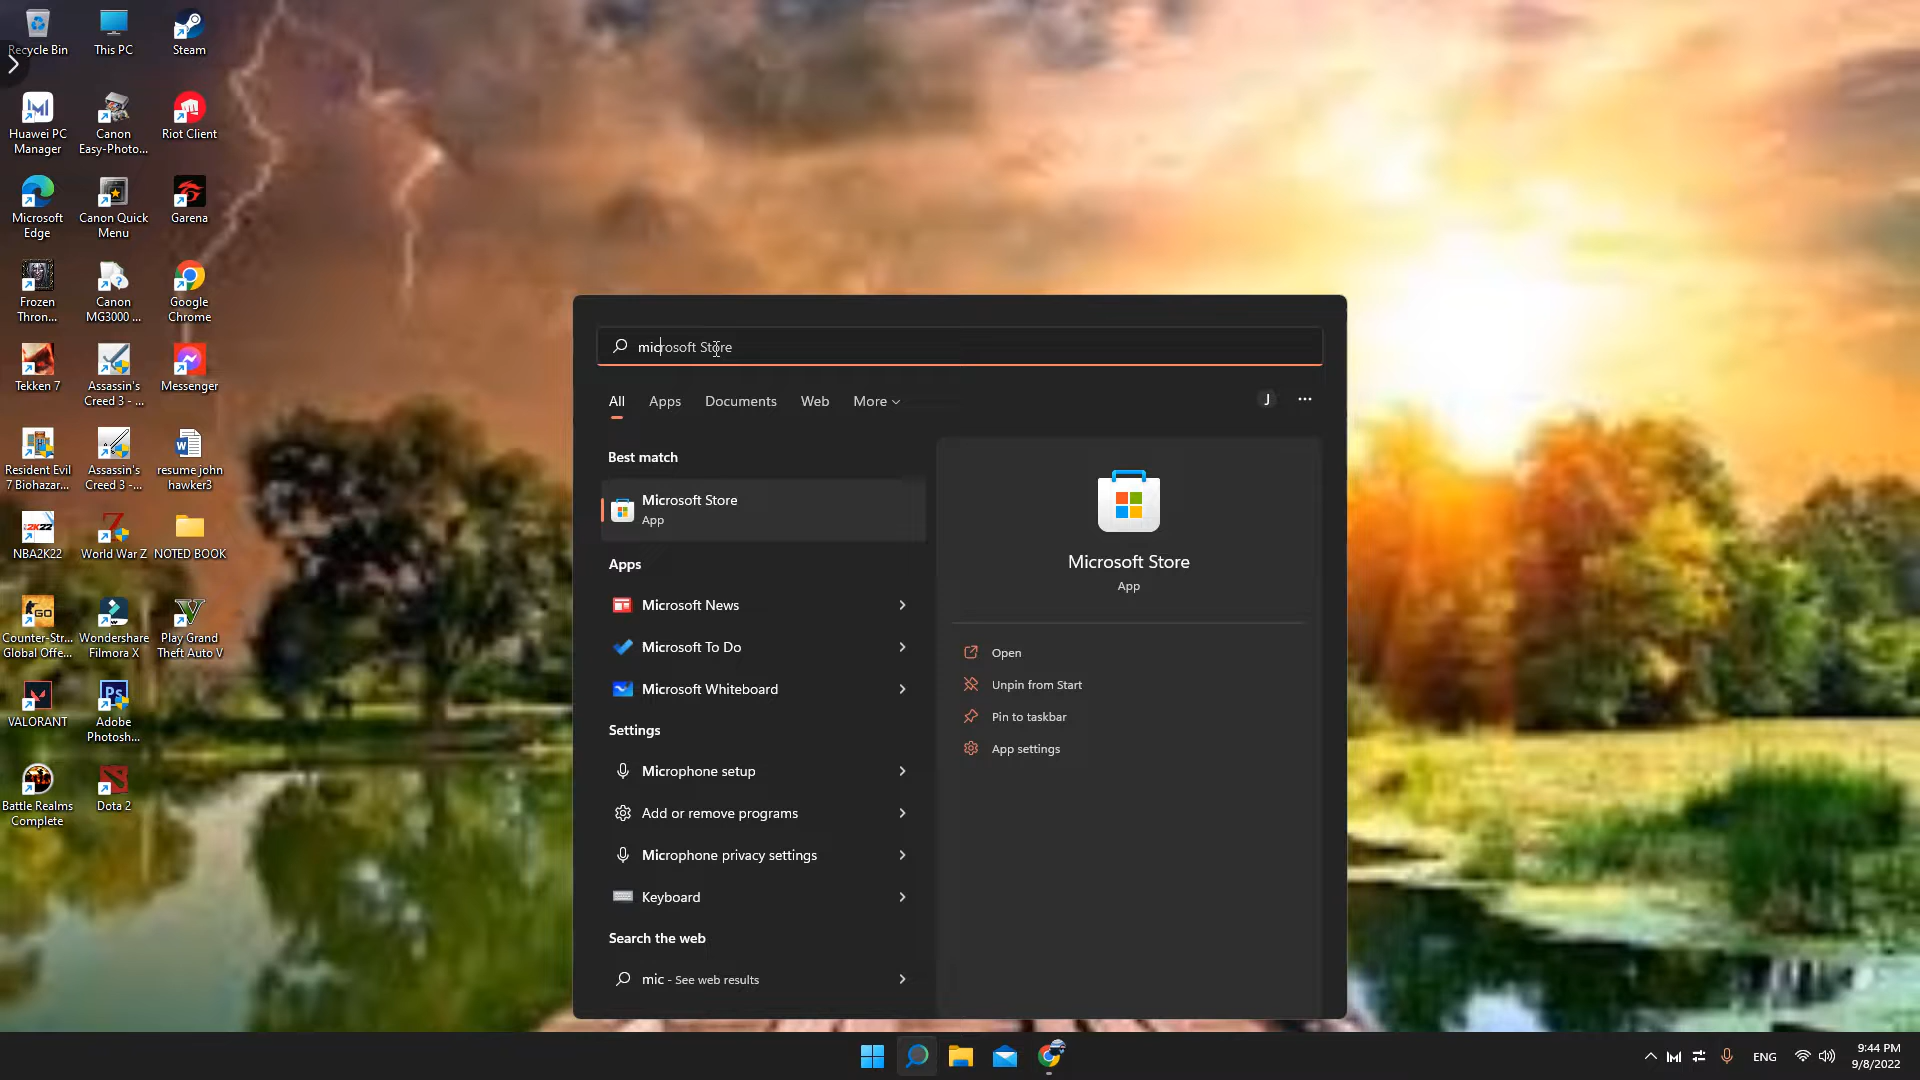 Recycle Bin
This PC
Steam
Huawei PC
Manager
Canon
Easy-Photo...
Riot Client
Microsoft
Edge
Canon Quick
Menu
Garena
Frozen
Thron...
Canon
MG3000 ...
Google
Chrome
Tekken 7
Assassin's
Creed 3 - ...
Messenger
Resident Evil
7 Biohazar...
Assassin's
Creed 3 -...
resume john
hawker3
NBA2K22
World War Z
NOTED BOOK
Counter-Str...
Global Offe...
Wondershare
Filmora X
Play Grand
Theft Auto V
VALORANT
Adobe
Photosh...
Battle Realms
Complete
Dota 2
microsoft Store
All
Apps
Documents
Web
More
J
Best match
Microsoft Store
App
Apps
Microsoft News
Microsoft To Do
Microsoft Whiteboard
Settings
Microphone setup
Add or remove programs
Microphone privacy settings
Keyboard
Search the web
mic - See web results
Microsoft Store
App
Open
Unpin from Start
Pin to taskbar
App settings
ENG
9:44 PM
9/8/2022